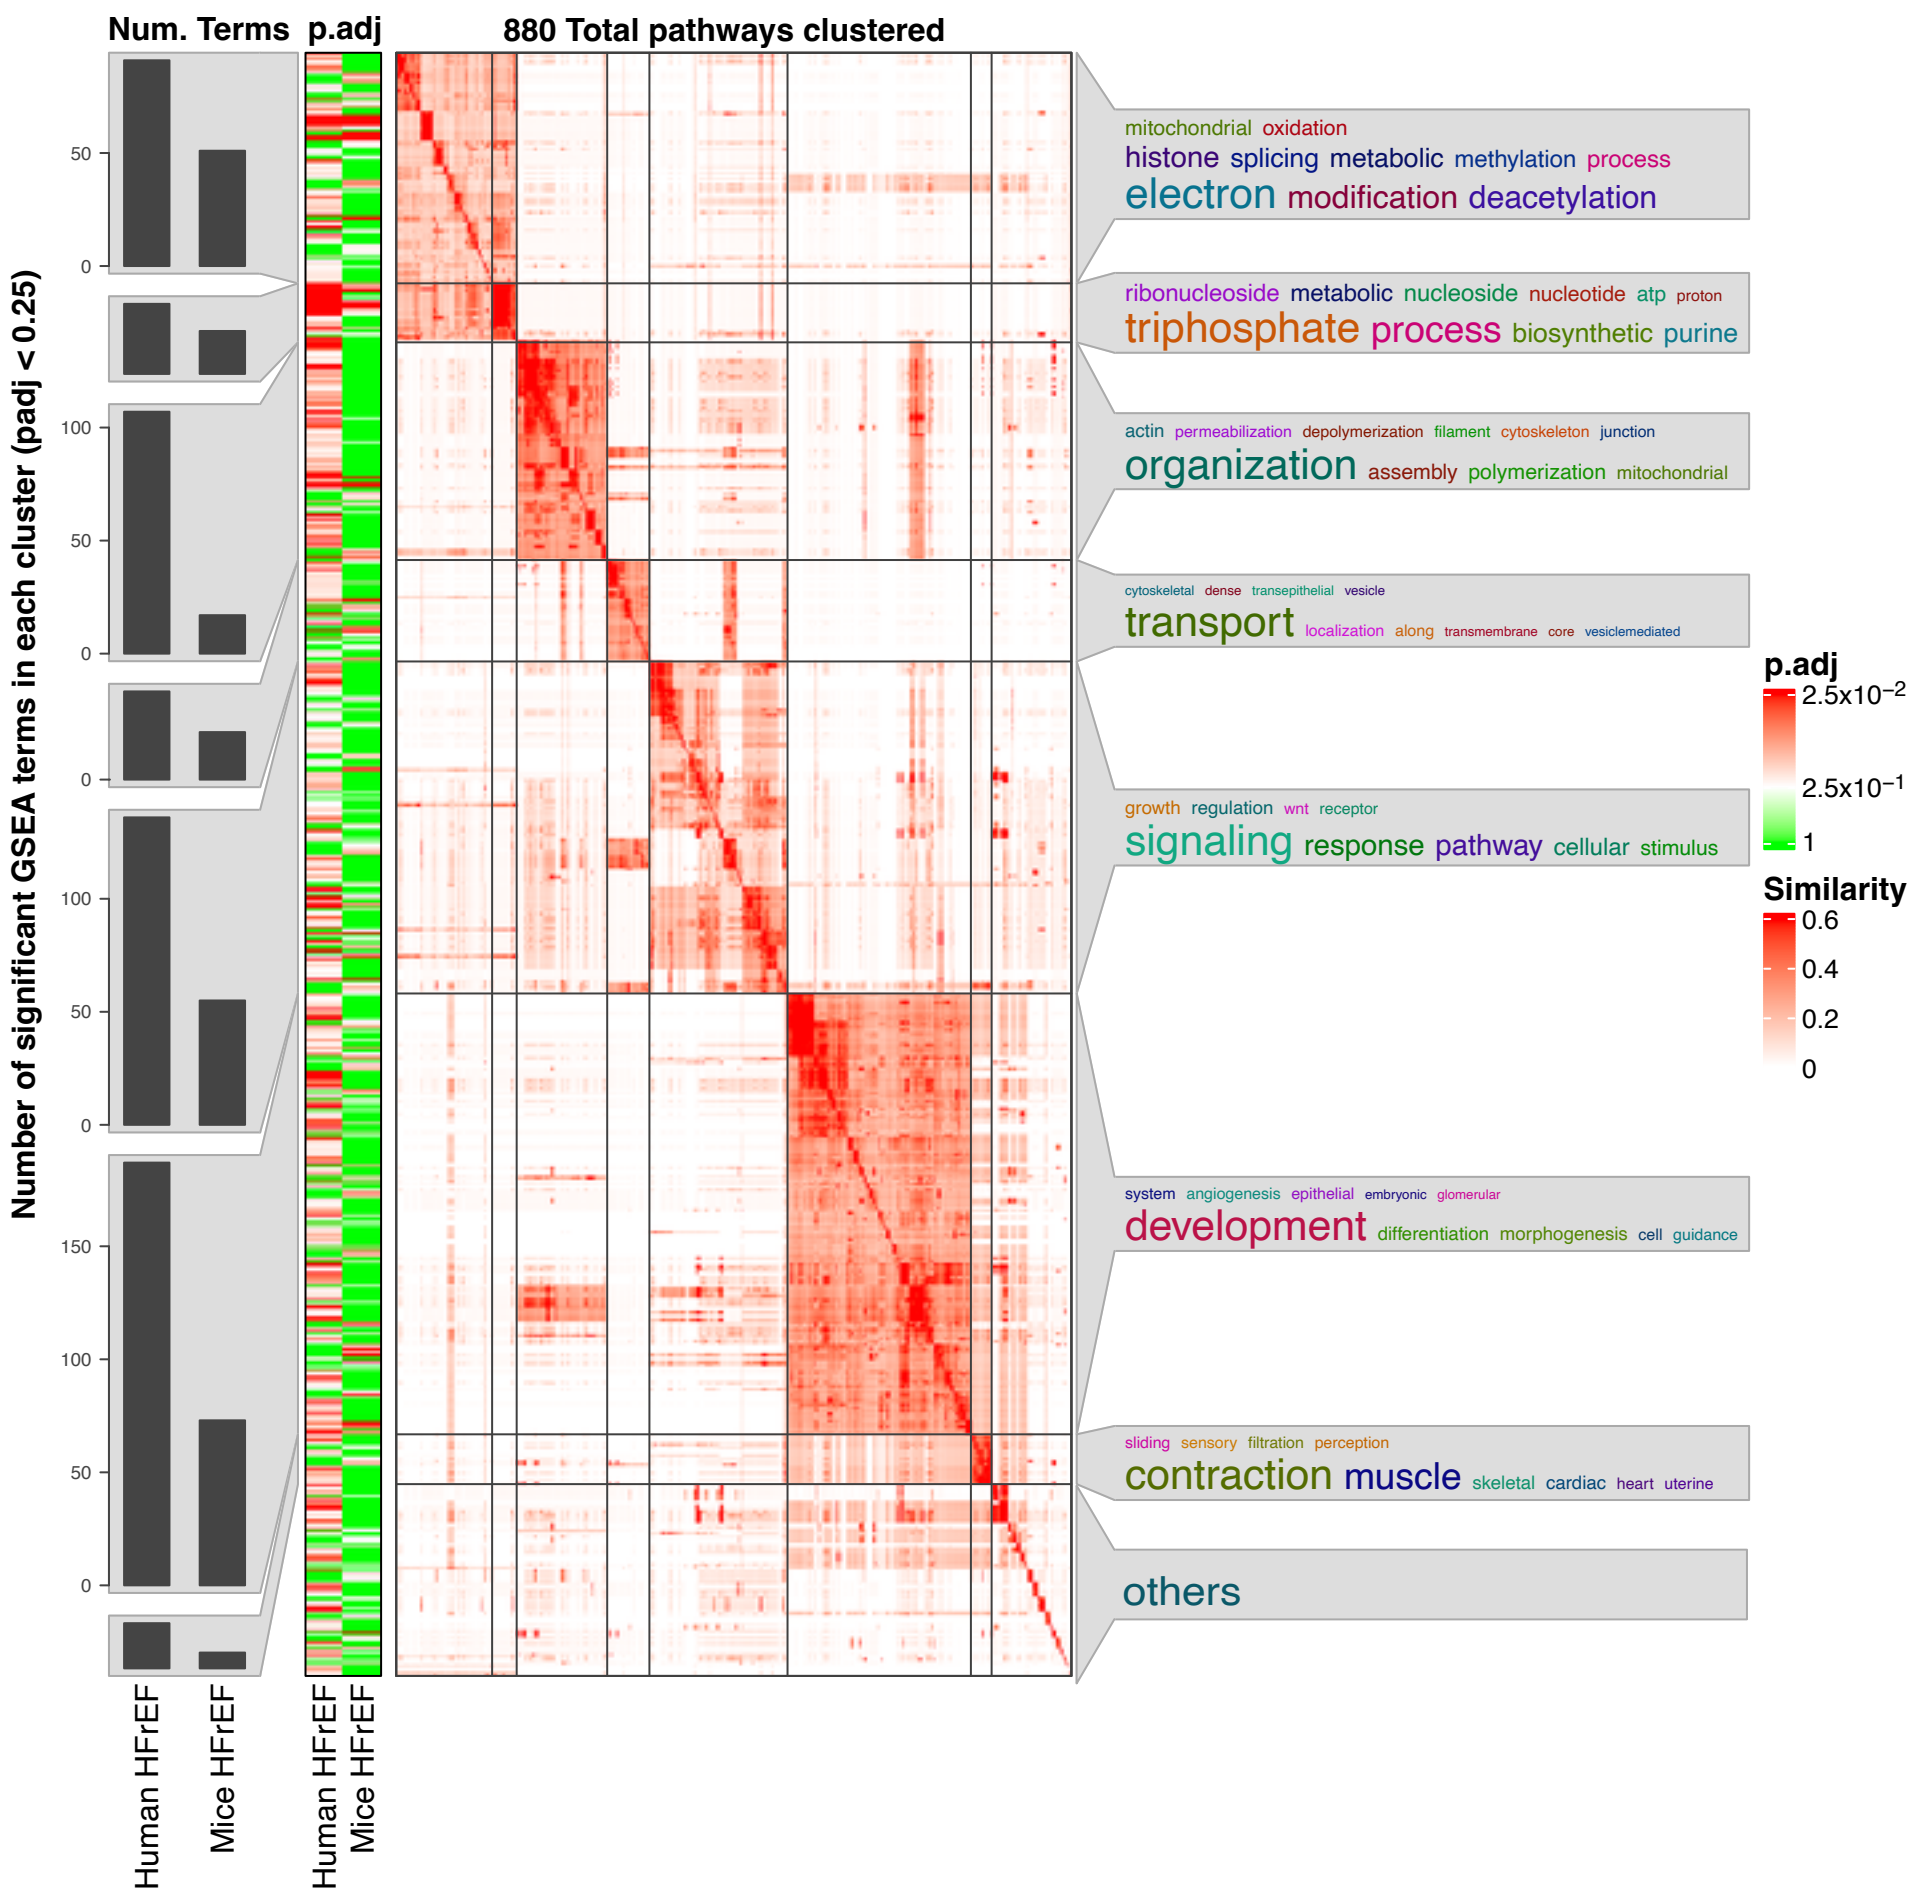 Num. Terms p.adj 880 Total pathways clustered
Number of significant GSEA terms in each cluster (padj < 0.25)
50
0
100
50
0
0
100
50
0
150
100
50
0
mitochondrial oxidation
histone splicing metabolic methylation process
electron modification deacetylation
ribonucleoside metabolic nucleoside nucleotide atp proton
triphosphate process biosynthetic purine
actin permeabilization depolymerization filament cytoskeleton junction
organization assembly polymerization mitochondrial
cytoskeletal dense transepithelial vesicle
transport localization along transmembrane core vesiclemediated
growth regulation wnt receptor
signaling response pathway cellular stimulus
system angiogenesis epithelial embryonic glomerular
development differentiation morphogenesis cell guidance
sliding sensory filtration perception
contraction muscle skeletal cardiac heart uterine
others
p.adj
2.5x10⁻²
2.5x10⁻¹
1
Similarity
0.6
0.4
0.2
0
Human HFrEF
Mice HFrEF
Human HFrEF
Mice HFrEF